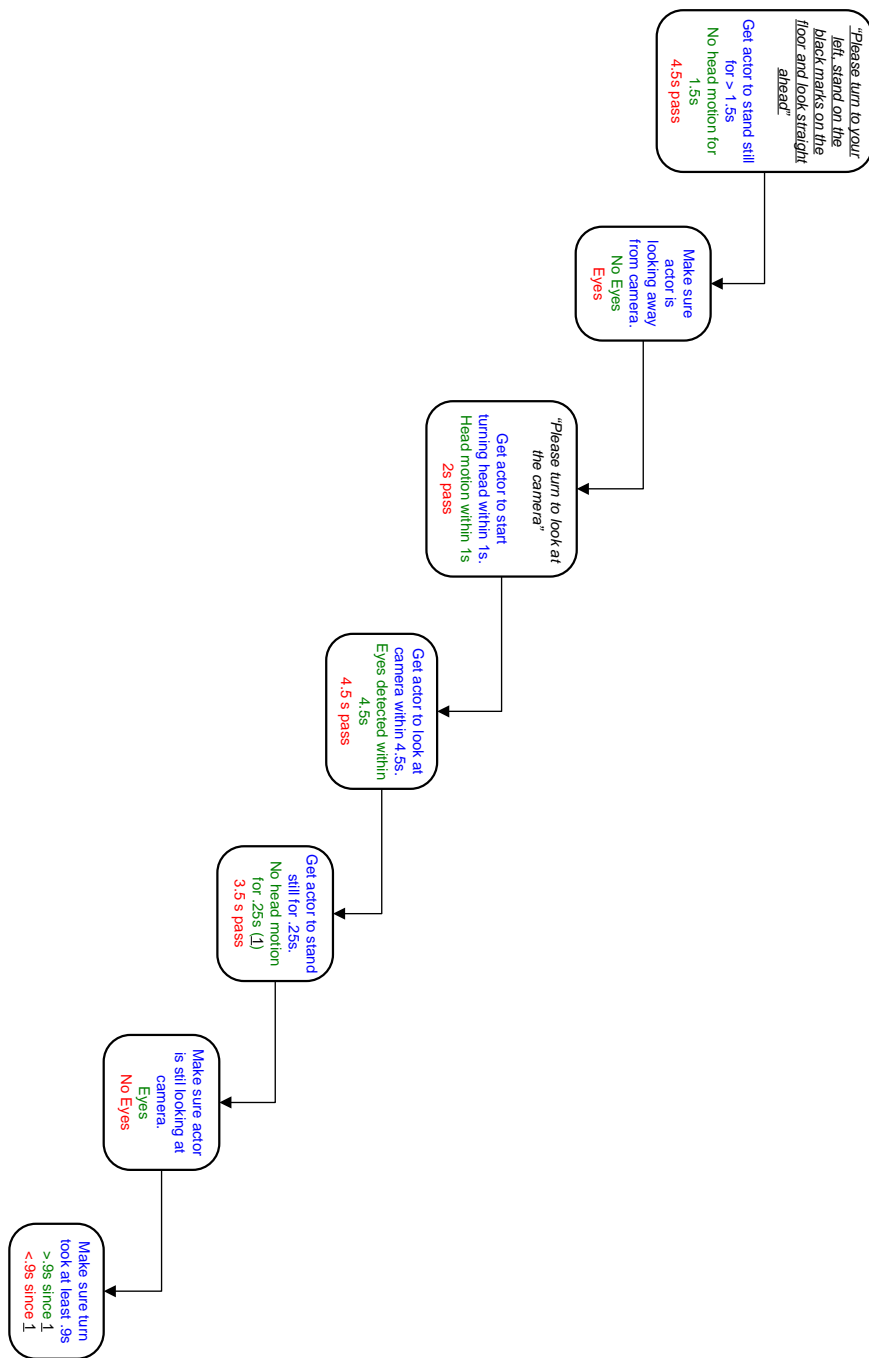 “Please turn to your
left, stand on the
black marks on the
floor and look straight
ahead”
Get actor to stand still
for > 1.5s
No head motion for
1.5s
4.5s pass
Make sure
actor is
looking away
from camera.
No Eyes
Eyes
“Please turn to look at
the camera”
Get actor to start
turning head within 1s.
Head motion within 1s
2s pass
Get actor to look at
camera within 4.5s.
Eyes detected within
4.5s
4.5 s pass
Get actor to stand
still for .25s.
No head motion
for .25s (1)
3.5 s pass
Make sure actor
is stil looking at
camera.
Eyes
No Eyes
Make sure turn
took at least .9s
>.9s since 1
<.9s since 1